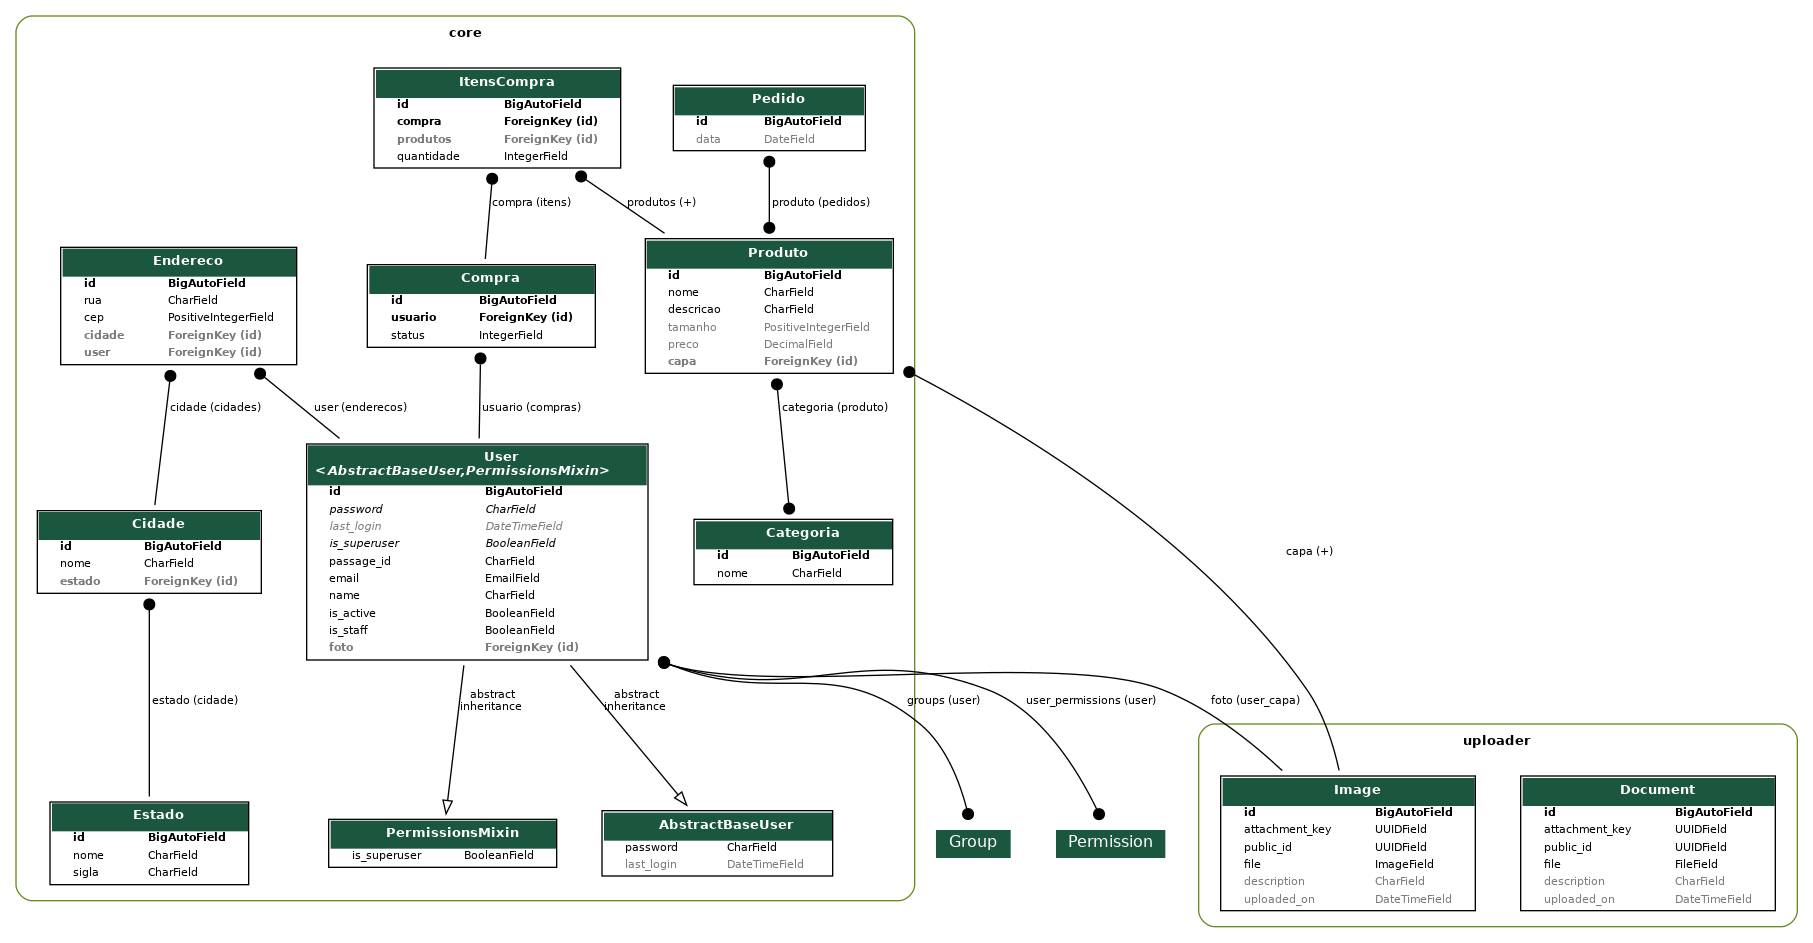 core
ItensCompra
id BigAutoField
compra ForeignKey (id)
produtos ForeignKey (id)
quantidade IntegerField
Pedido
id BigAutoField
data DateField
compra (itens)
produtos (+)
produto (pedidos)
Endereco
id BigAutoField
rua CharField
cep PositiveIntegerField
cidade ForeignKey (id)
user ForeignKey (id)
Compra
id BigAutoField
usuario ForeignKey (id)
status IntegerField
Produto
id BigAutoField
nome CharField
descricao CharField
tamanho PositiveIntegerField
preco DecimalField
capa ForeignKey (id)
cidade (cidades)
user (enderecos)
usuario (compras)
categoria (produto)
User
<AbstractBaseUser,PermissionsMixin>
id BigAutoField
password CharField
last_login DateTimeField
is_superuser BooleanField
passage_id CharField
email EmailField
name CharField
is_active BooleanField
is_staff BooleanField
foto ForeignKey (id)
Cidade
id BigAutoField
nome CharField
estado ForeignKey (id)
Categoria
id BigAutoField
nome CharField
capa (+)
estado (cidade)
abstract
inheritance
abstract
inheritance
groups (user)
user_permissions (user)
foto (user_capa)
Estado
id BigAutoField
nome CharField
sigla CharField
PermissionsMixin
is_superuser BooleanField
AbstractBaseUser
password CharField
last_login DateTimeField
Group
Permission
uploader
Image
id BigAutoField
attachment_key UUIDField
public_id UUIDField
file ImageField
description CharField
uploaded_on DateTimeField
Document
id BigAutoField
attachment_key UUIDField
public_id UUIDField
file FileField
description CharField
uploaded_on DateTimeField